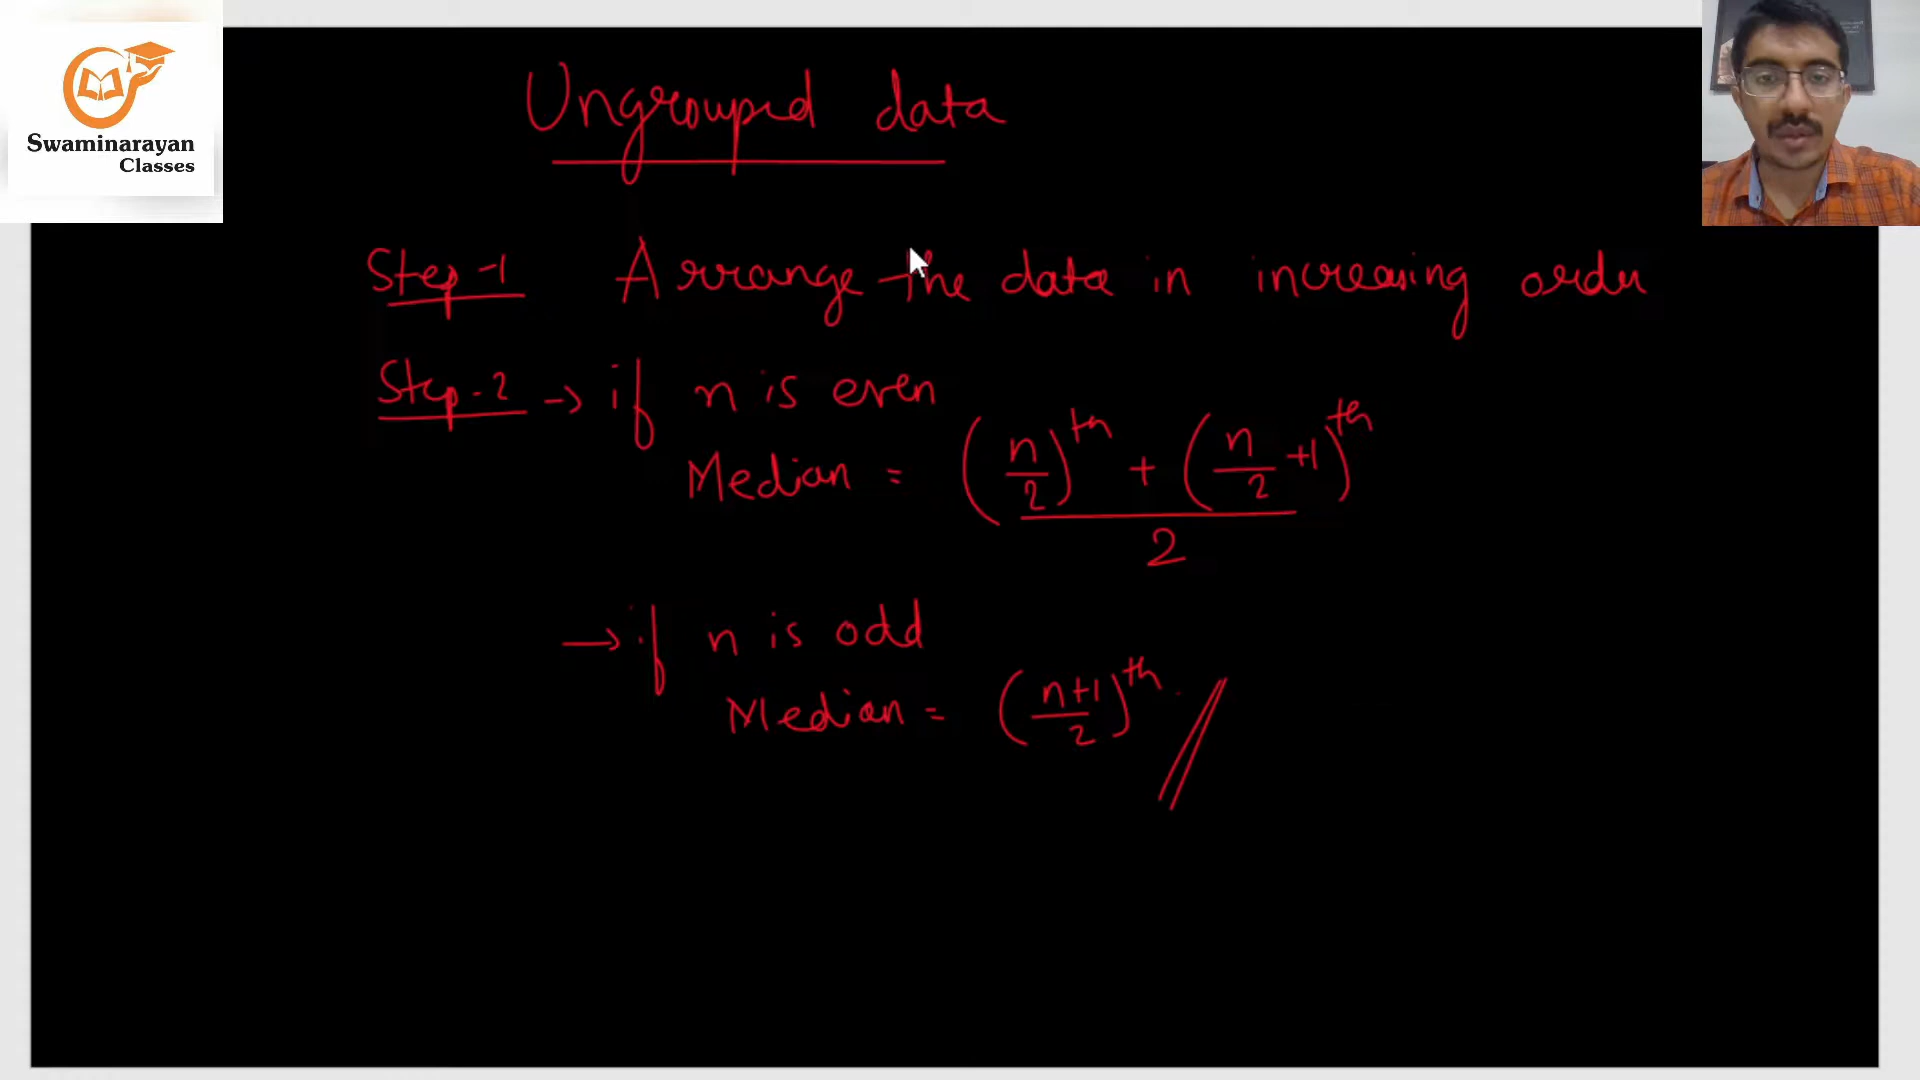 Swaminarayan
Classes
Ungrouped data
Step-1 Arrange the data in increasing order
Step-2 → if n is even
Median = ((n/2)^th + (n/2 +1)^th)/2
→ if n is odd
Median = ((n+1)/2)^th